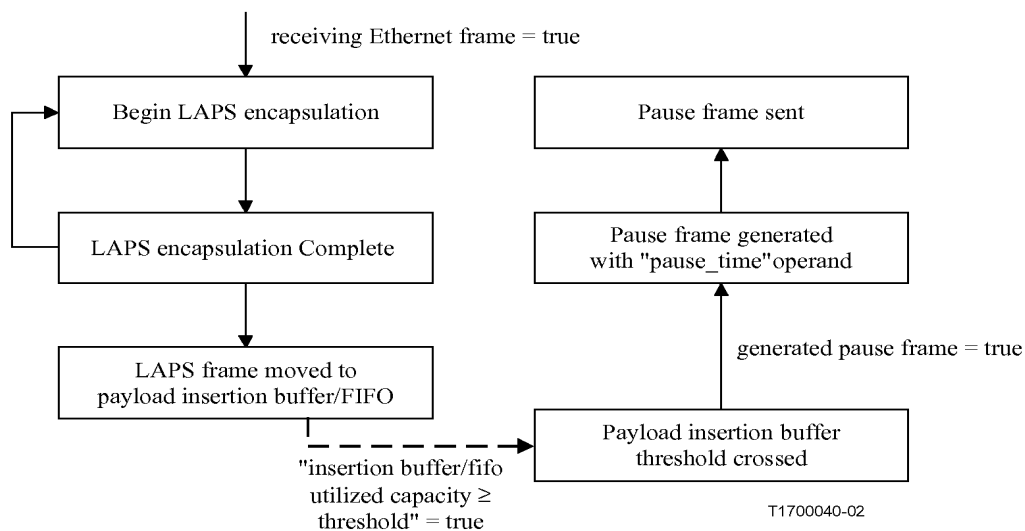 receiving Ethernet frame = true
Begin LAPS encapsulation
LAPS encapsulation Complete
LAPS frame moved to
payload insertion buffer/FIFO
"insertion buffer/fifo
utilized capacity ≥
threshold" = true
Payload insertion buffer
threshold crossed
generated pause frame = true
Pause frame generated
with "pause_time"operand
Pause frame sent
T1700040-02